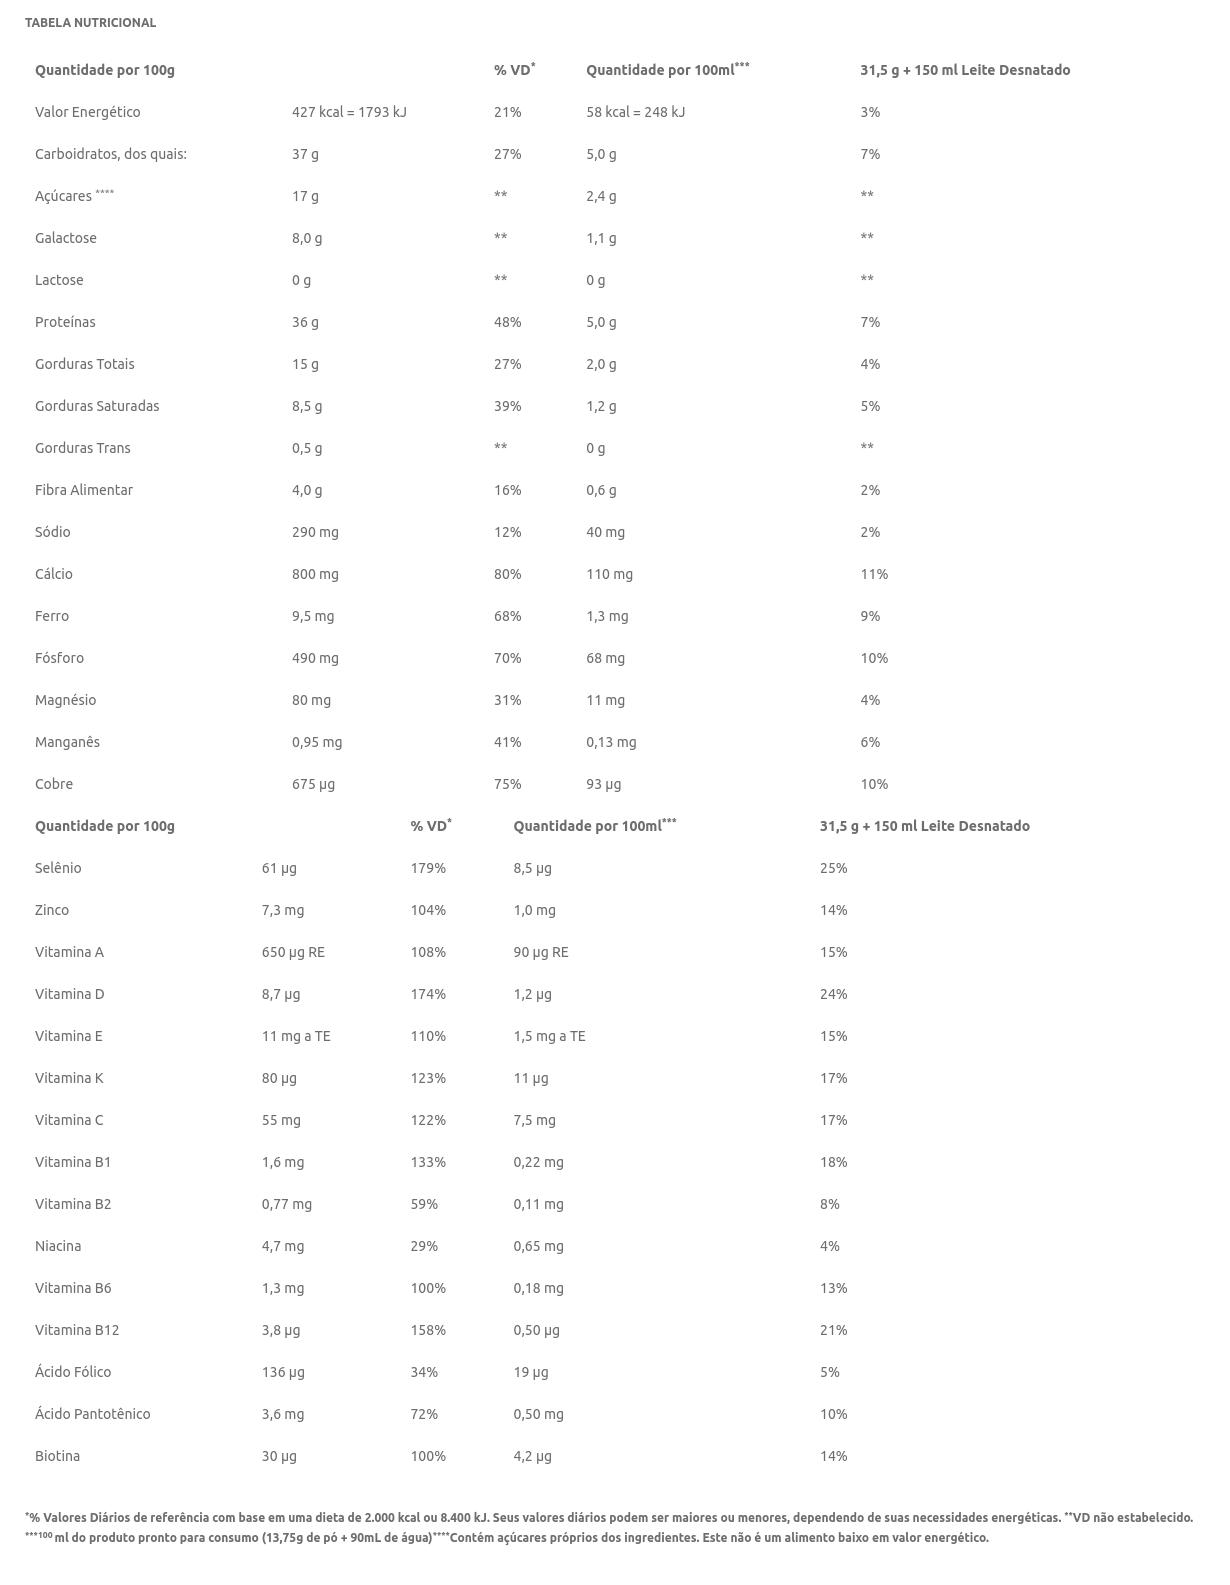 TABELA NUTRICIONAL
Quantidade por 100g % VD* Quantidade por 100ml*** 31,5 g + 150 ml Leite Desnatado
Valor Energético 427 kcal = 1793 kJ 21% 58 kcal = 248 kJ 3%
Carboidratos, dos quais: 37 g 27% 5,0 g 7%
Açúcares **** 17 g ** 2,4 g **
Galactose 8,0 g ** 1,1 g **
Lactose 0 g ** 0 g **
Proteínas 36 g 48% 5,0 g 7%
Gorduras Totais 15 g 27% 2,0 g 4%
Gorduras Saturadas 8,5 g 39% 1,2 g 5%
Gorduras Trans 0,5 g ** 0 g **
Fibra Alimentar 4,0 g 16% 0,6 g 2%
Sódio 290 mg 12% 40 mg 2%
Cálcio 800 mg 80% 110 mg 11%
Ferro 9,5 mg 68% 1,3 mg 9%
Fósforo 490 mg 70% 68 mg 10%
Magnésio 80 mg 31% 11 mg 4%
Manganês 0,95 mg 41% 0,13 mg 6%
Cobre 675 µg 75% 93 µg 10%
Quantidade por 100g % VD* Quantidade por 100ml*** 31,5 g + 150 ml Leite Desnatado
Selênio 61 µg 179% 8,5 µg 25%
Zinco 7,3 mg 104% 1,0 mg 14%
Vitamina A 650 µg RE 108% 90 µg RE 15%
Vitamina D 8,7 µg 174% 1,2 µg 24%
Vitamina E 11 mg a TE 110% 1,5 mg a TE 15%
Vitamina K 80 µg 123% 11 µg 17%
Vitamina C 55 mg 122% 7,5 mg 17%
Vitamina B1 1,6 mg 133% 0,22 mg 18%
Vitamina B2 0,77 mg 59% 0,11 mg 8%
Niacina 4,7 mg 29% 0,65 mg 4%
Vitamina B6 1,3 mg 100% 0,18 mg 13%
Vitamina B12 3,8 µg 158% 0,50 µg 21%
Ácido Fólico 136 µg 34% 19 µg 5%
Ácido Pantotênico 3,6 mg 72% 0,50 mg 10%
Biotina 30 µg 100% 4,2 µg 14%
*% Valores Diários de referência com base em uma dieta de 2.000 kcal ou 8.400 kJ. Seus valores diários podem ser maiores ou menores, dependendo de suas necessidades energéticas. **VD não estabelecido.
***100 ml do produto pronto para consumo (13,75g de pó + 90mL de água)****Contém açúcares próprios dos ingredientes. Este não é um alimento baixo em valor energético.